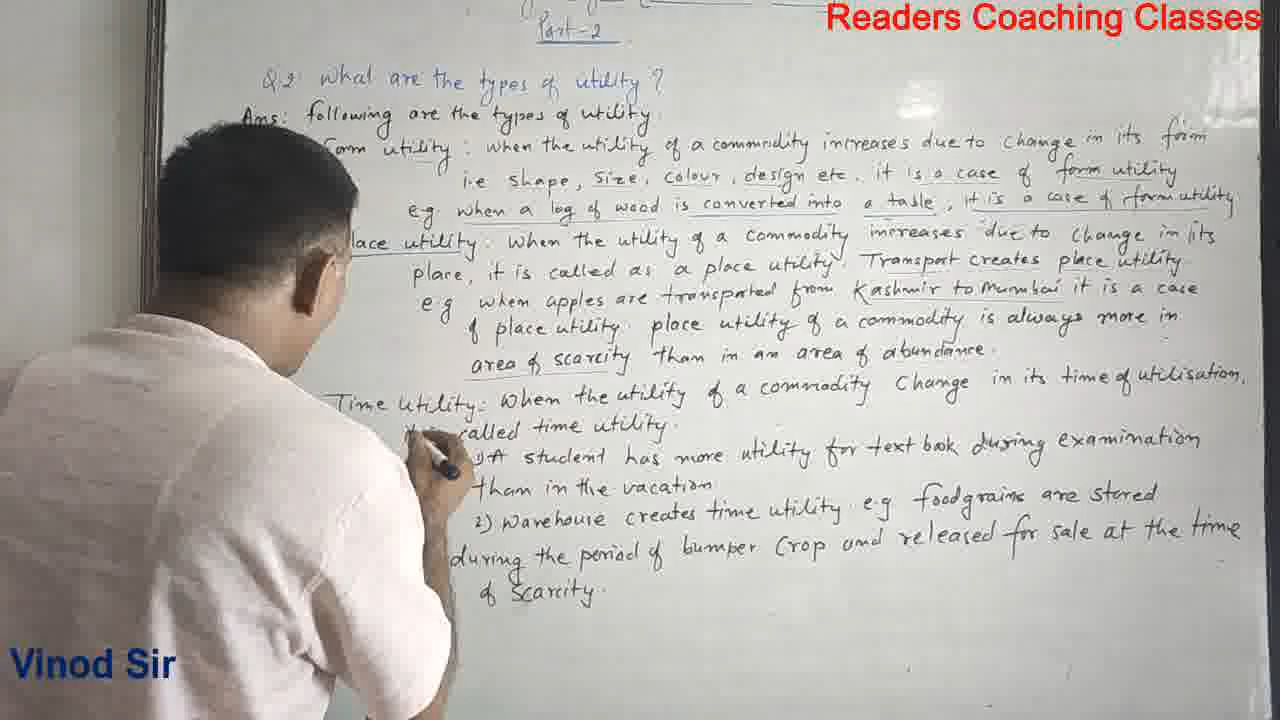 Readers Coaching Classes
Part-2
Q.2 What are the types of utility?
Ans: following are the types of utility.
form utility: when the utility of a commodity increases due to change in its form
i.e shape, size, colour, design etc. it is a case of form utility
e.g when a log of wood is converted into a table, it is a case of form utility
lace utility: when the utility of a commodity increases due to change in its
place, it is called as a place utility. Transport creates place utility.
e.g when apples are transported from Kashmir to Mumbai it is a case
of place utility. place utility of a commodity is always more in
area of scarcity than in an area of abundance.
Time Utility: When the utility of a commodity Change in its time of utilisation,
called time utility.
1) A student has more utility for text book during examination
than in the vacation
2) Warehouse creates time utility. e.g foodgrains are stored
during the period of bumper crop and released for sale at the time
of scarcity.
Vinod Sir